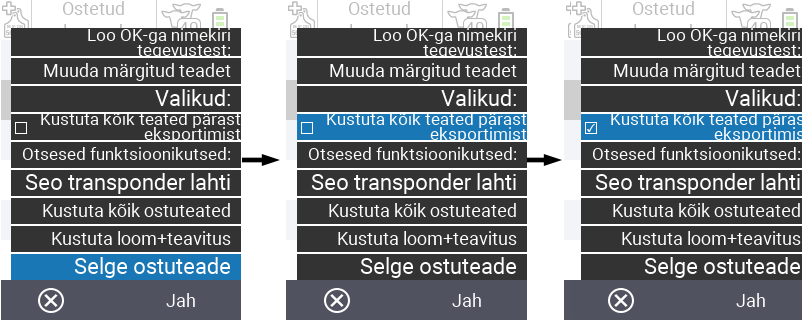 Ostetud
Loo OK-ga nimekiri
tegevustest:
Muuda märgitud teadet
Valikud:
Kustuta kõik teated pärast
eksportimist
Otsesed funktsioonikutsed:
Seo transponder lahti
Kustuta kõik ostuteated
Kustuta loom+teavitus
Selge ostuteade
Jah
Ostetud
Loo OK-ga nimekiri
tegevustest:
Muuda märgitud teadet
Valikud:
Kustuta kõik teated pärast
eksportimist
Otsesed funktsioonikutsed:
Seo transponder lahti
Kustuta kõik ostuteated
Kustuta loom+teavitus
Selge ostuteade
Jah
Ostetud
Loo OK-ga nimekiri
tegevustest:
Muuda märgitud teadet
Valikud:
Kustuta kõik teated päras
eksportimis
Otsesed funktsioonikutsed:
Seo transponder lahti
Kustuta kõik ostuteated
Kustuta loom+teavitus
Selge ostuteade
Jah